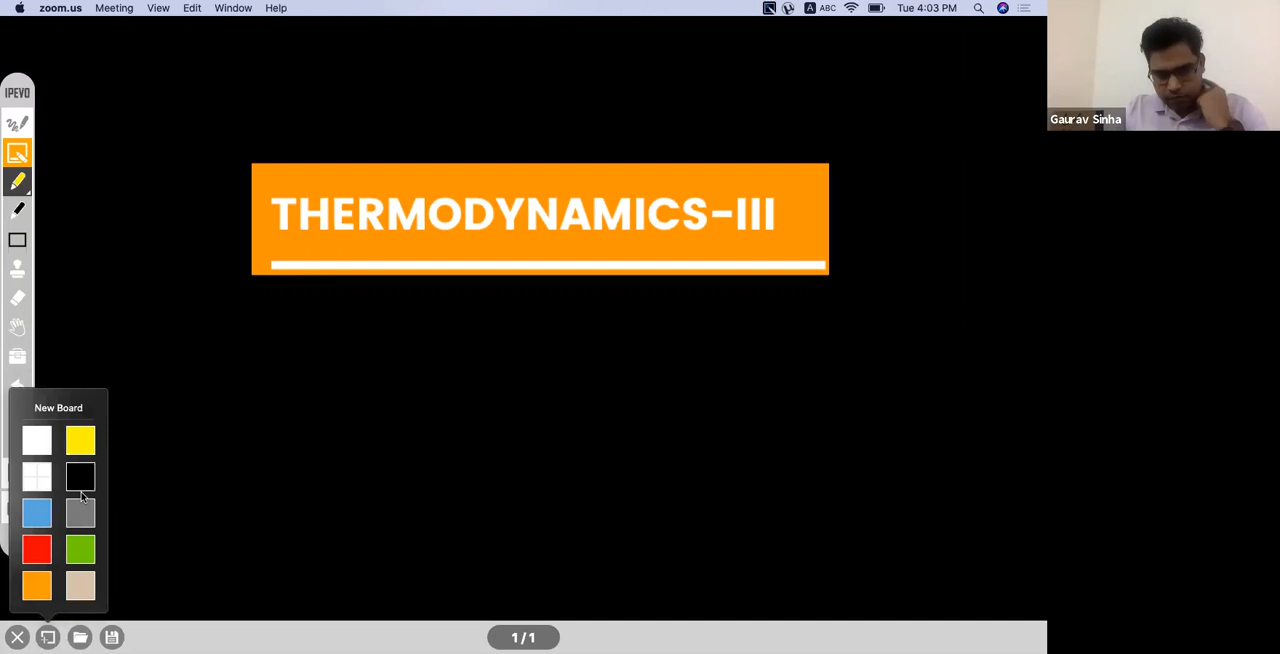 zoom.us Meeting View Edit Window Help
A ABC Tue 4:03 PM
IPEVO
Gaurav Sinha
THERMODYNAMICS-III
New Board
1/1